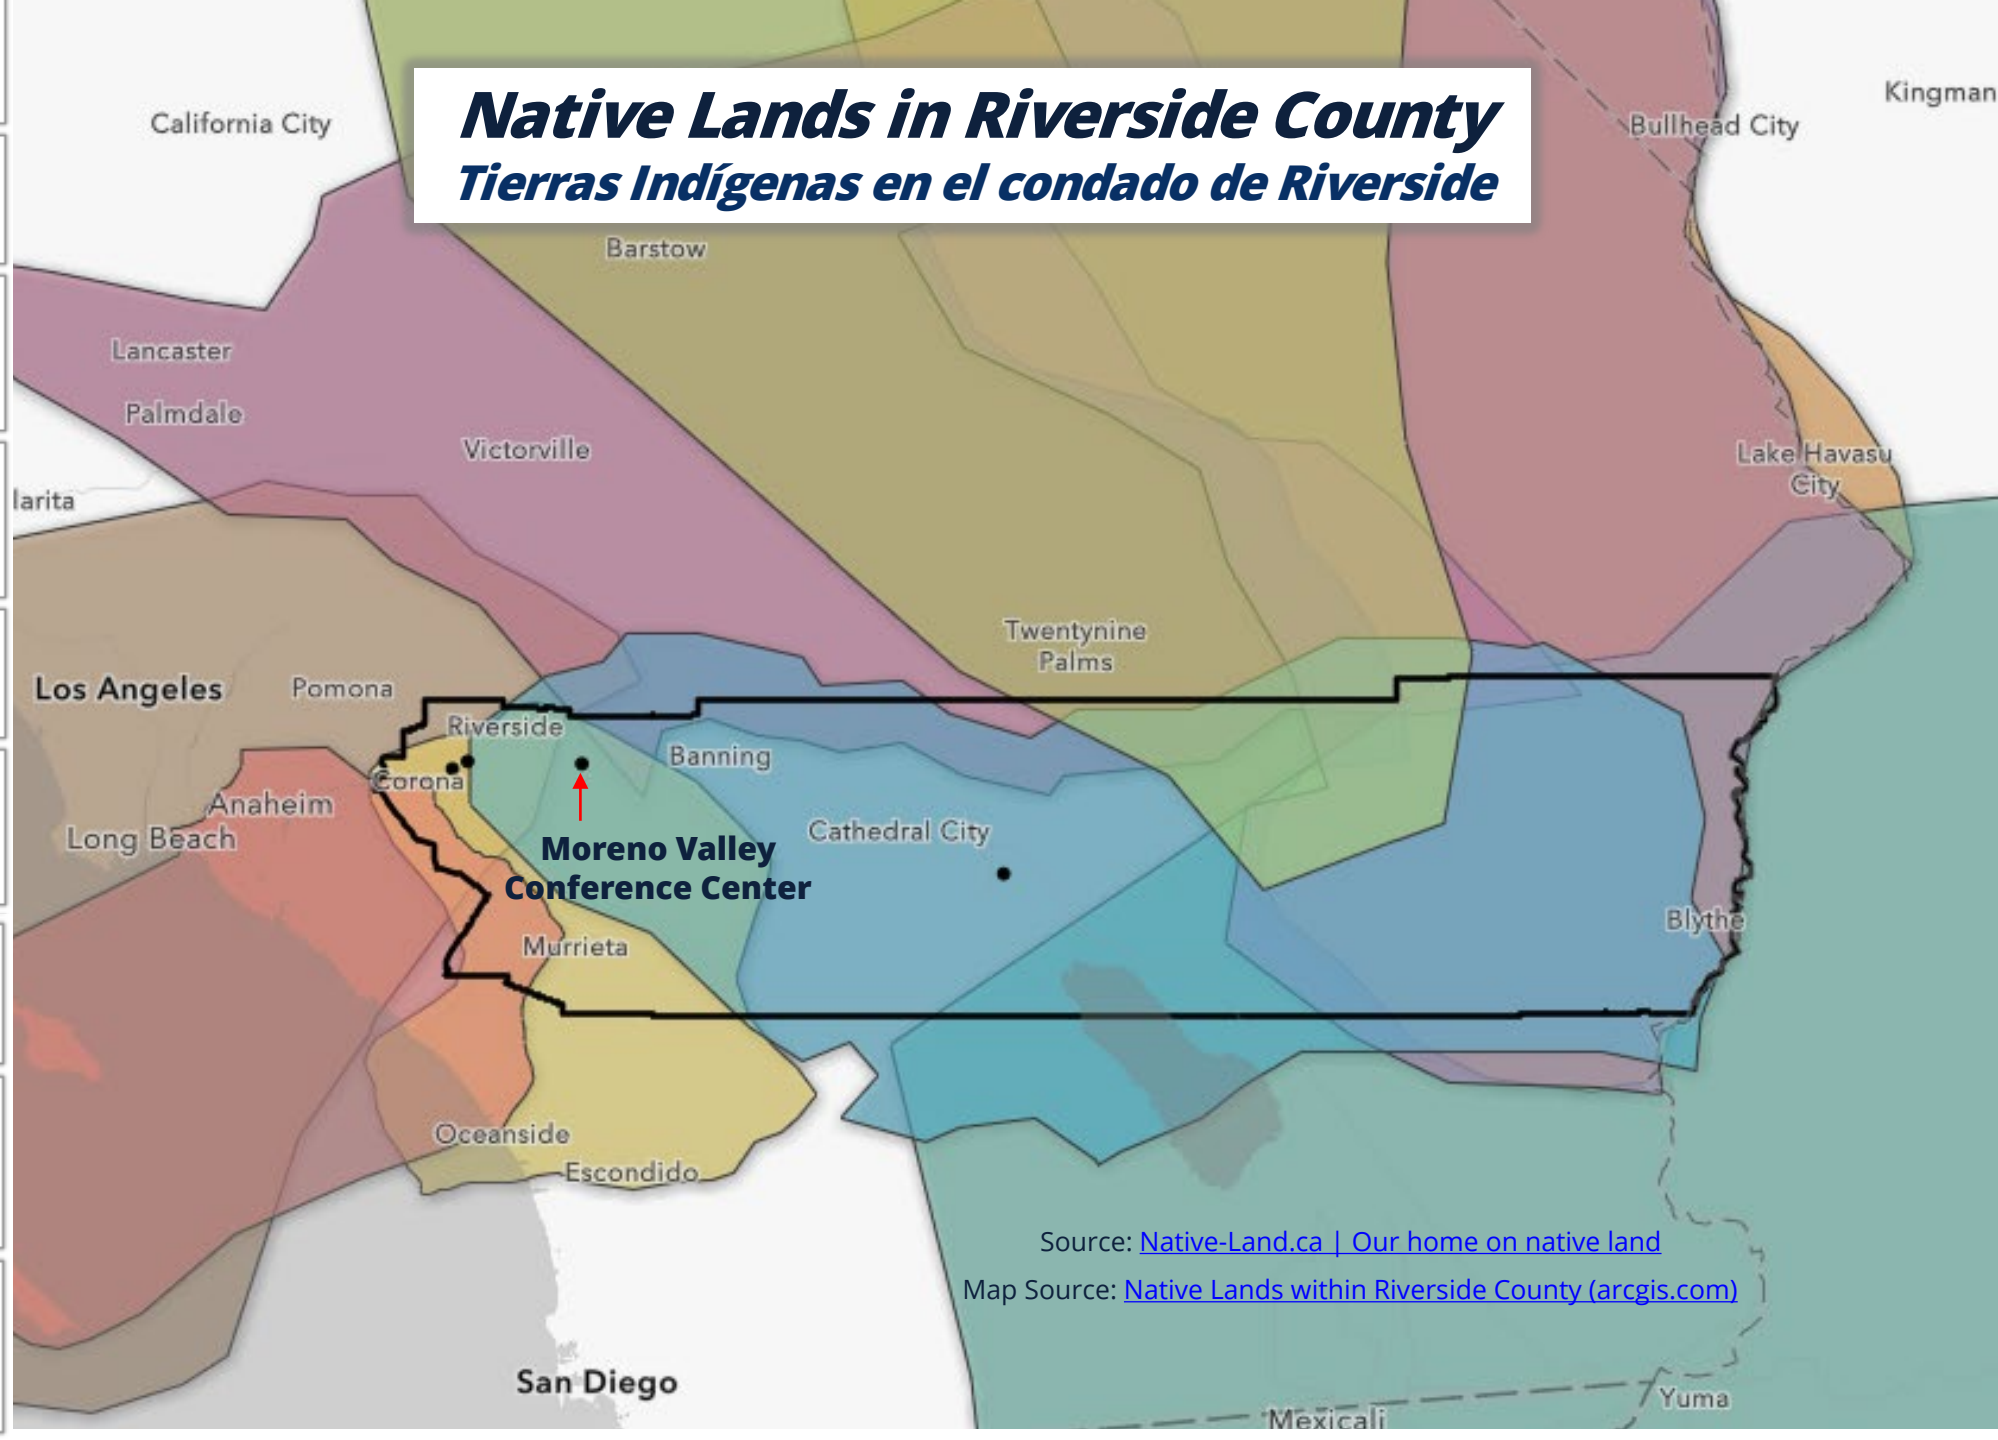 Native Lands in Riverside County
Tierras Indígenas en el condado de Riverside
California City
Kingman
Bullhead City
Barstow
Lancaster
Palmdale
Victorville
Lake Havasu
City
larita
Twentynine
Palms
Los Angeles
Pomona
Riverside
Banning
Corona
Anaheim
Long Beach
Cathedral City
Moreno Valley
Conference Center
Murrieta
Blythe
Oceanside
Escondido
Source: Native-Land.ca | Our home on native land
Map Source: Native Lands within Riverside County (arcgis.com)
San Diego
Yuma
Mexicali